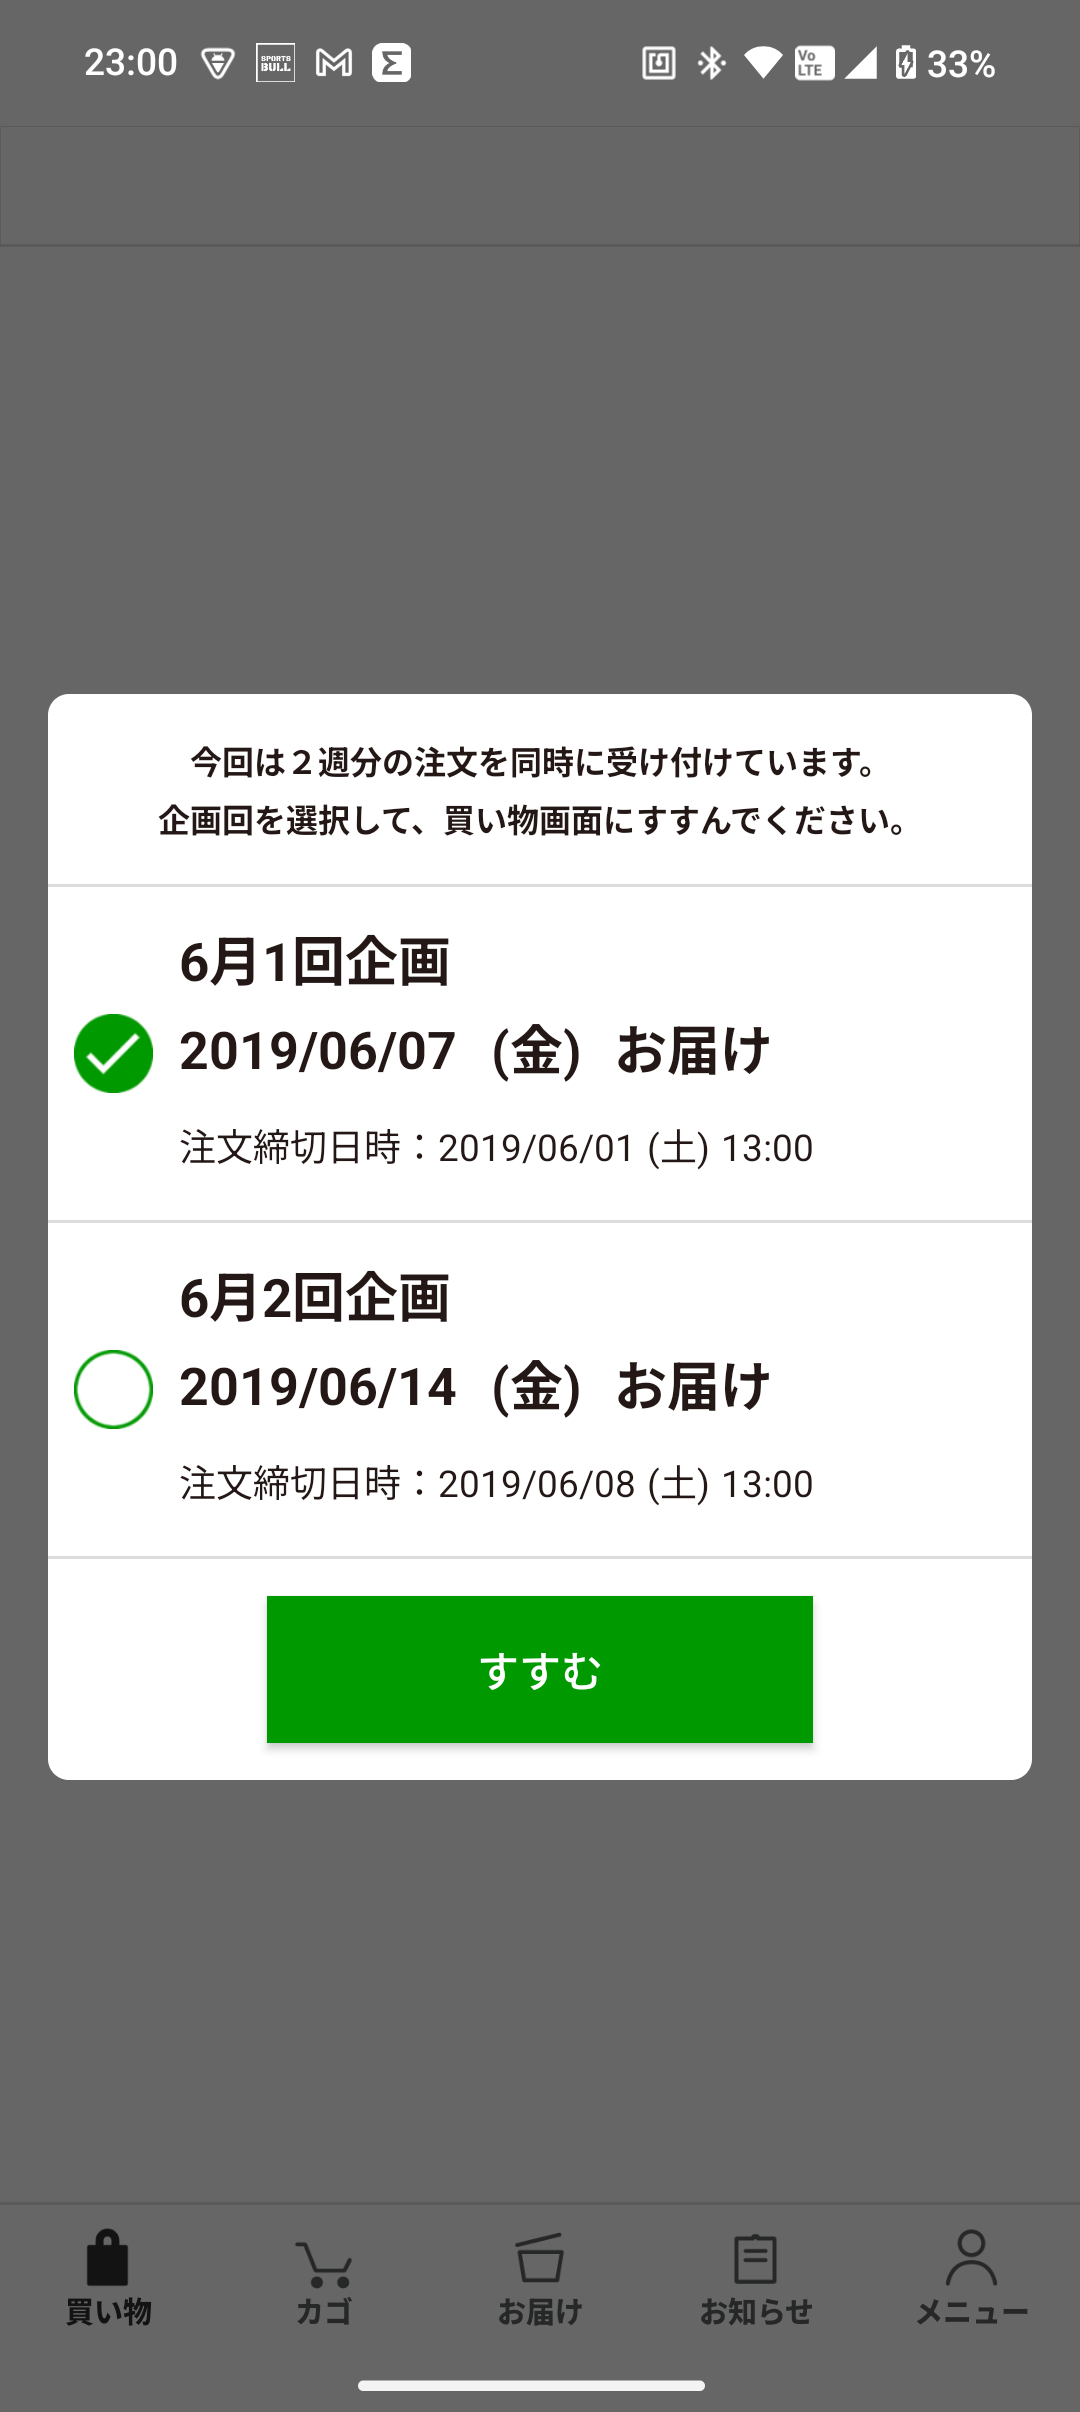 23:00
SPORTS
BULL
Vo
LTE
33%
今回は２週分の注文を同時に受け付けています。
企画回を選択して、買い物画面にすすんでください。
6月1回企画
2019/06/07 (金) お届け
注文締切日時：2019/06/01 (土) 13:00
6月2回企画
2019/06/14 (金) お届け
注文締切日時：2019/06/08 (土) 13:00
すすむ
買い物
カゴ
お届け
お知らせ
メニュー